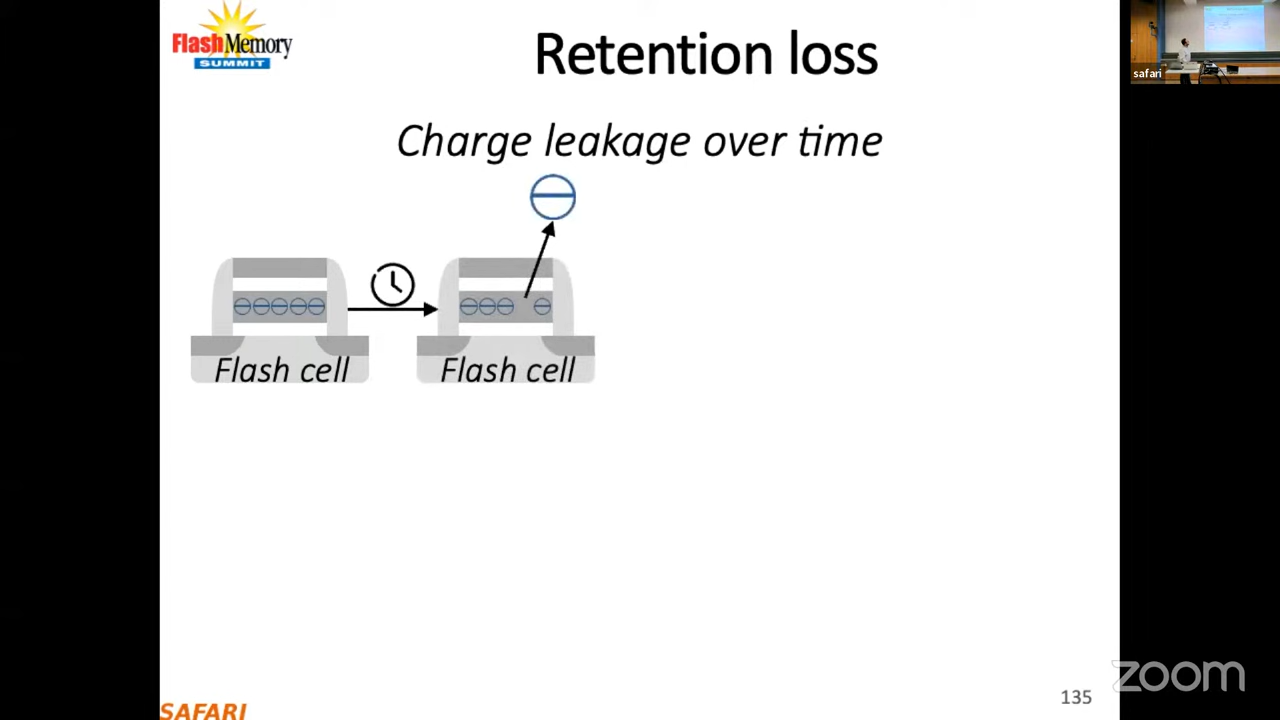 Flash Memory
SUMMIT
Retention loss
safari
Charge leakage over time
Flash cell
Flash cell
SAFARI
135
zoom